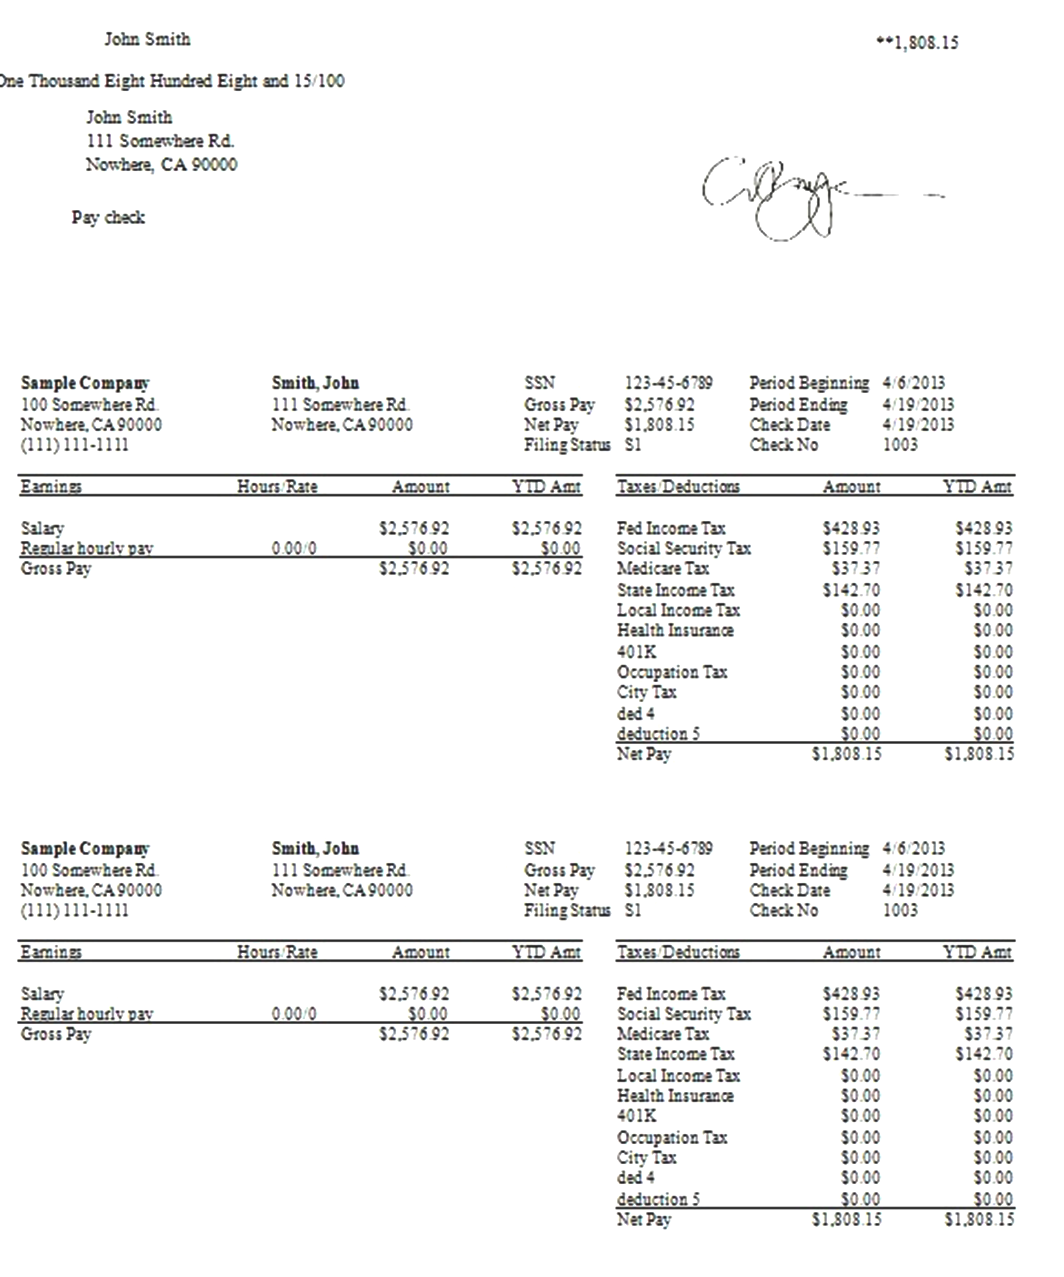 John Smith **1,808.15
One Thousand Eight Hundred Eight and 15/100
John Smith
111 Somewhere Rd.
Nowhere, CA 90000
Pay check
Sample Company Smith, John SSN 123-45-6789 Period Beginning 4/6/2013
100 Somewhere Rd. 111 Somewhere Rd. Gross Pay $2,576.92 Period Ending 4/19/2013
Nowhere, CA 90000 Nowhere, CA 90000 Net Pay $1,808.15 Check Date 4/19/2013
(111) 111-1111 Filing Status S1 Check No 1003
Earnings Hours/Rate Amount YTD Amt Taxes/Deductions Amount YTD Amt
Salary $2,576.92 $2,576.92 Fed Income Tax $428.93 $428.93
Regular hourly pay 0.00/0 $0.00 $0.00 Social Security Tax $159.77 $159.77
Gross Pay $2,576.92 $2,576.92 Medicare Tax $37.37 $37.37
State Income Tax $142.70 $142.70
Local Income Tax $0.00 $0.00
Health Insurance $0.00 $0.00
401K $0.00 $0.00
Occupation Tax $0.00 $0.00
City Tax $0.00 $0.00
ded 4 $0.00 $0.00
deduction 5 $0.00 $0.00
Net Pay $1,808.15 $1,808.15
Sample Company Smith, John SSN 123-45-6789 Period Beginning 4/6/2013
100 Somewhere Rd. 111 Somewhere Rd. Gross Pay $2,576.92 Period Ending 4/19/2013
Nowhere, CA 90000 Nowhere, CA 90000 Net Pay $1,808.15 Check Date 4/19/2013
(111) 111-1111 Filing Status S1 Check No 1003
Earnings Hours/Rate Amount YTD Amt Taxes/Deductions Amount YTD Amt
Salary $2,576.92 $2,576.92 Fed Income Tax $428.93 $428.93
Regular hourly pay 0.00/0 $0.00 $0.00 Social Security Tax $159.77 $159.77
Gross Pay $2,576.92 $2,576.92 Medicare Tax $37.37 $37.37
State Income Tax $142.70 $142.70
Local Income Tax $0.00 $0.00
Health Insurance $0.00 $0.00
401K $0.00 $0.00
Occupation Tax $0.00 $0.00
City Tax $0.00 $0.00
ded 4 $0.00 $0.00
deduction 5 $0.00 $0.00
Net Pay $1,808.15 $1,808.15